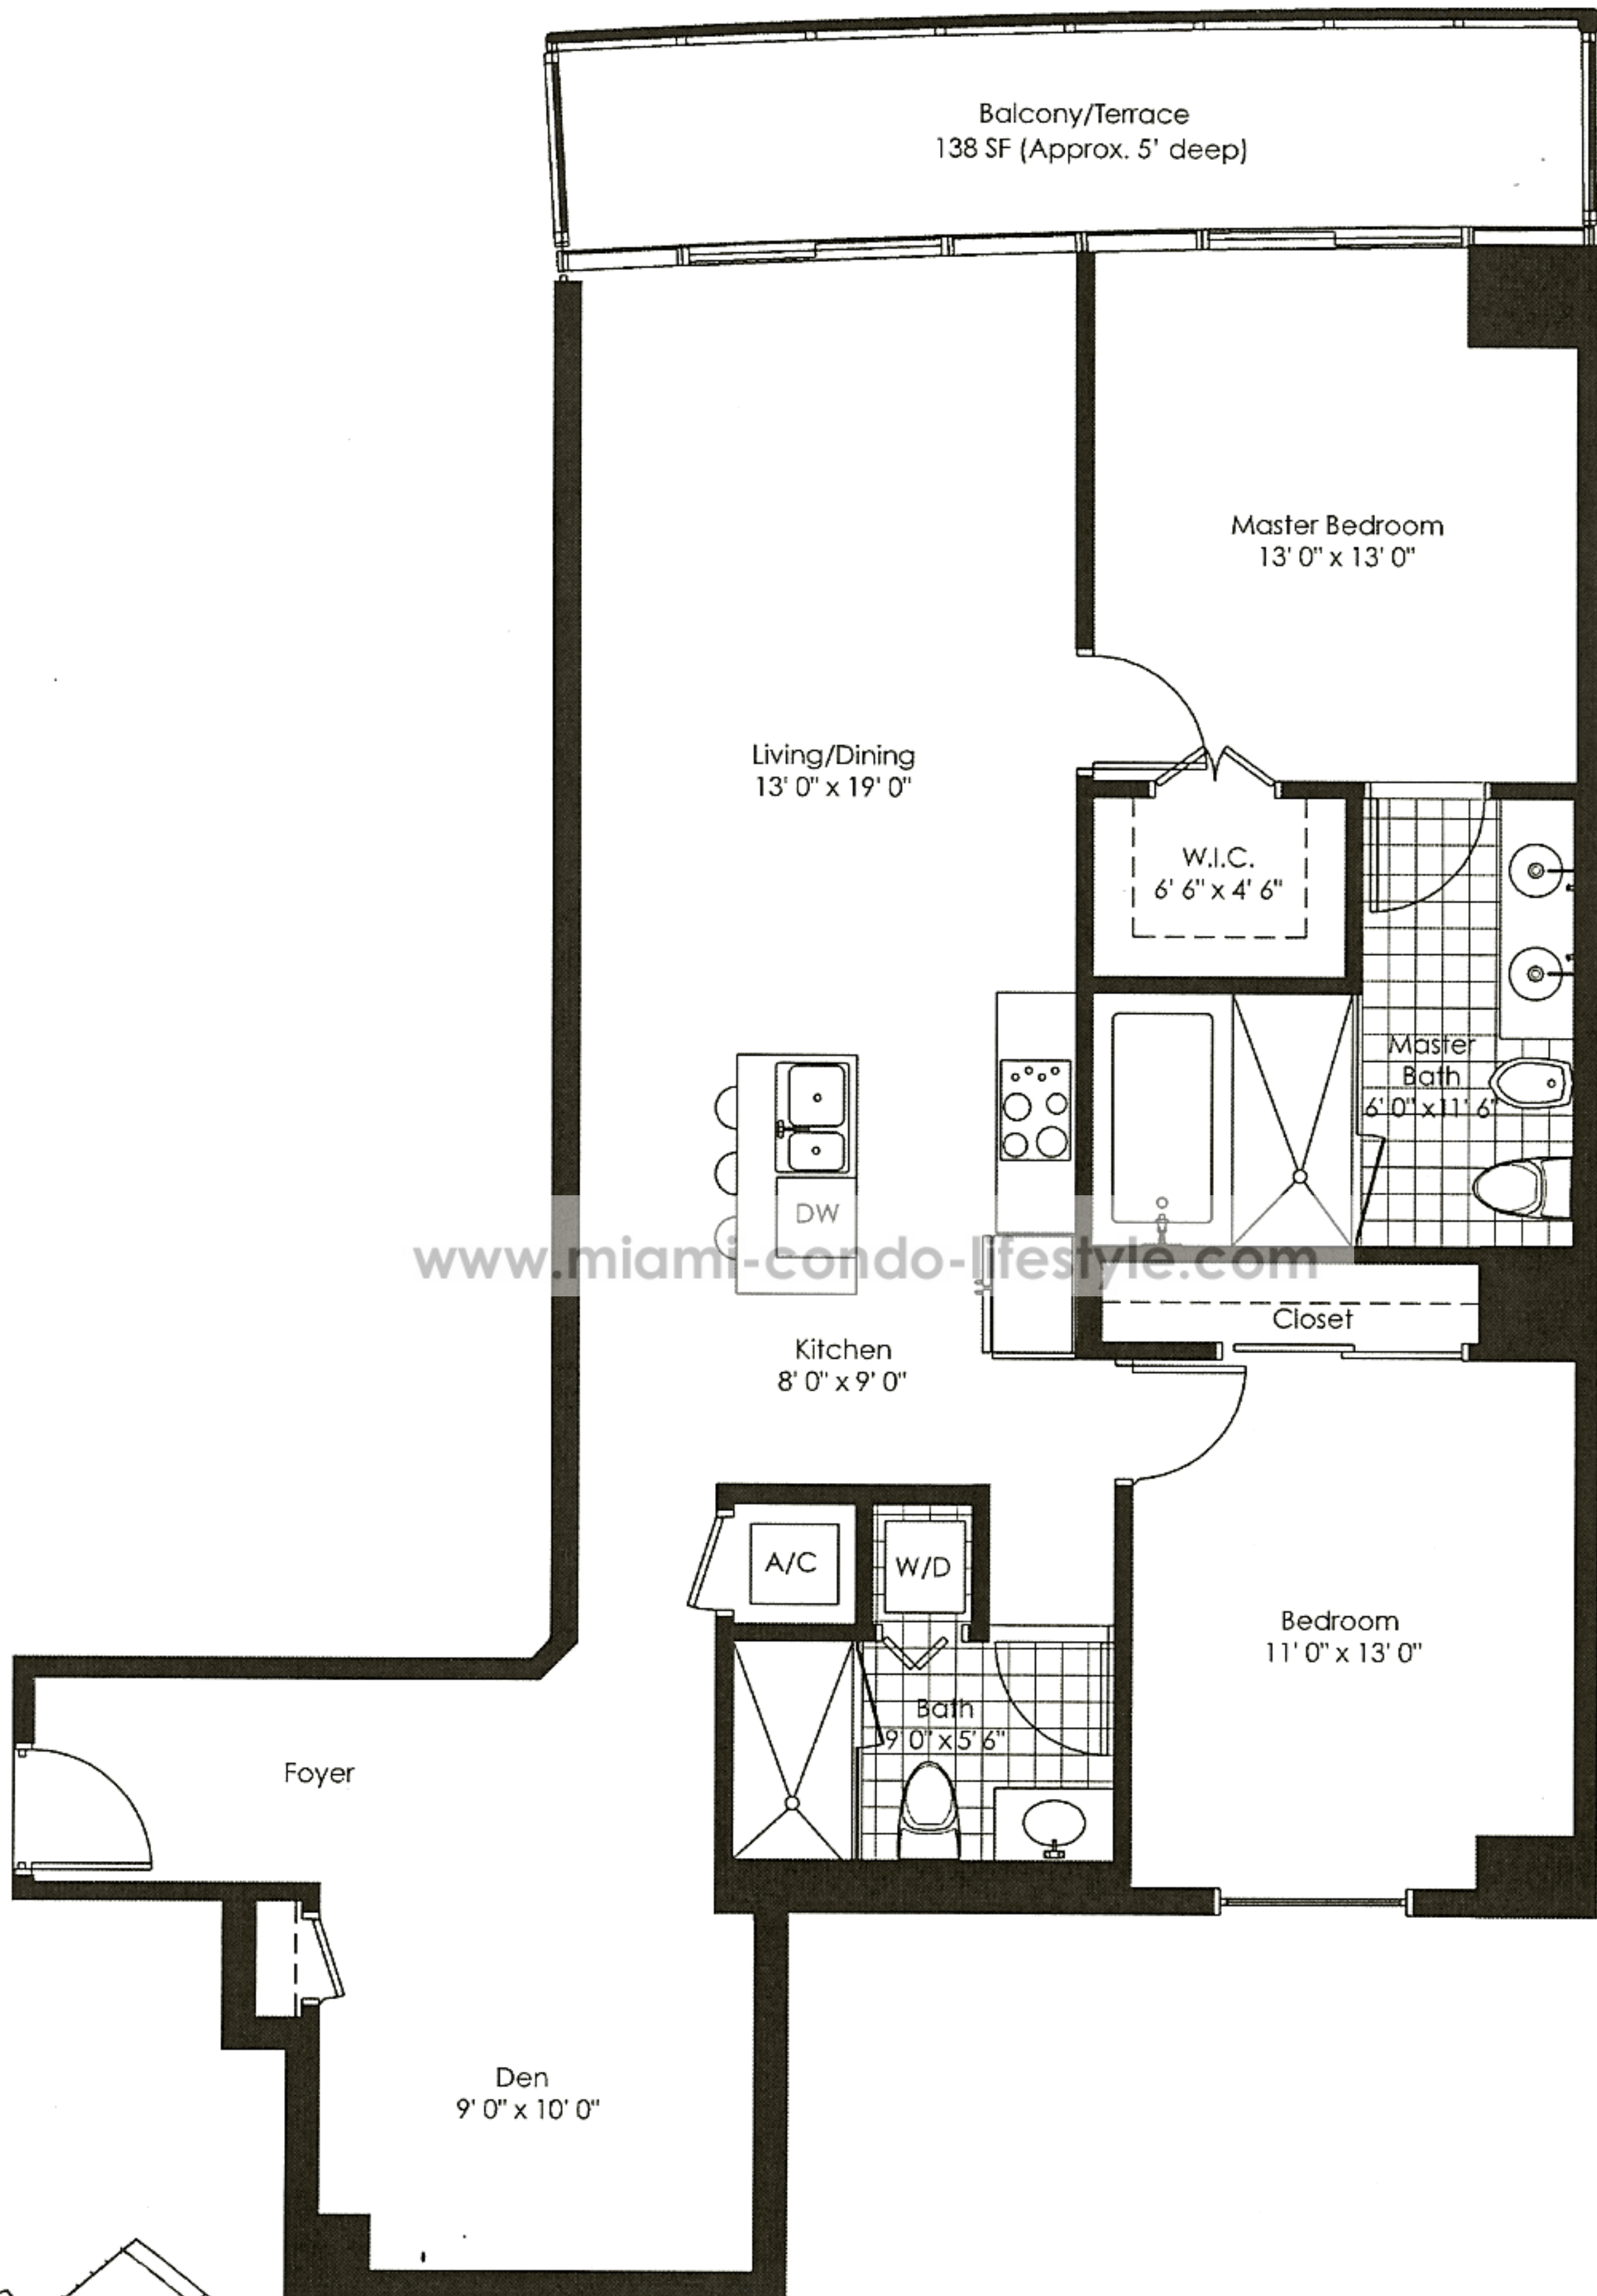 Balcony/Terrace
138 SF (Approx. 5' deep)
Master Bedroom
13' 0" x 13' 0"
Living/Dining
13' 0" x 19' 0"
W.I.C.
6' 6" x 4' 6"
Master
Bath
6' 0" x 11' 6"
DW
www.miami-condo-lifestyle.com
Closet
Kitchen
8' 0" x 9' 0"
A/C
W/D
Bedroom
11' 0" x 13' 0"
Bath
9' 0" x 5' 6"
Foyer
Den
9' 0" x 10' 0"